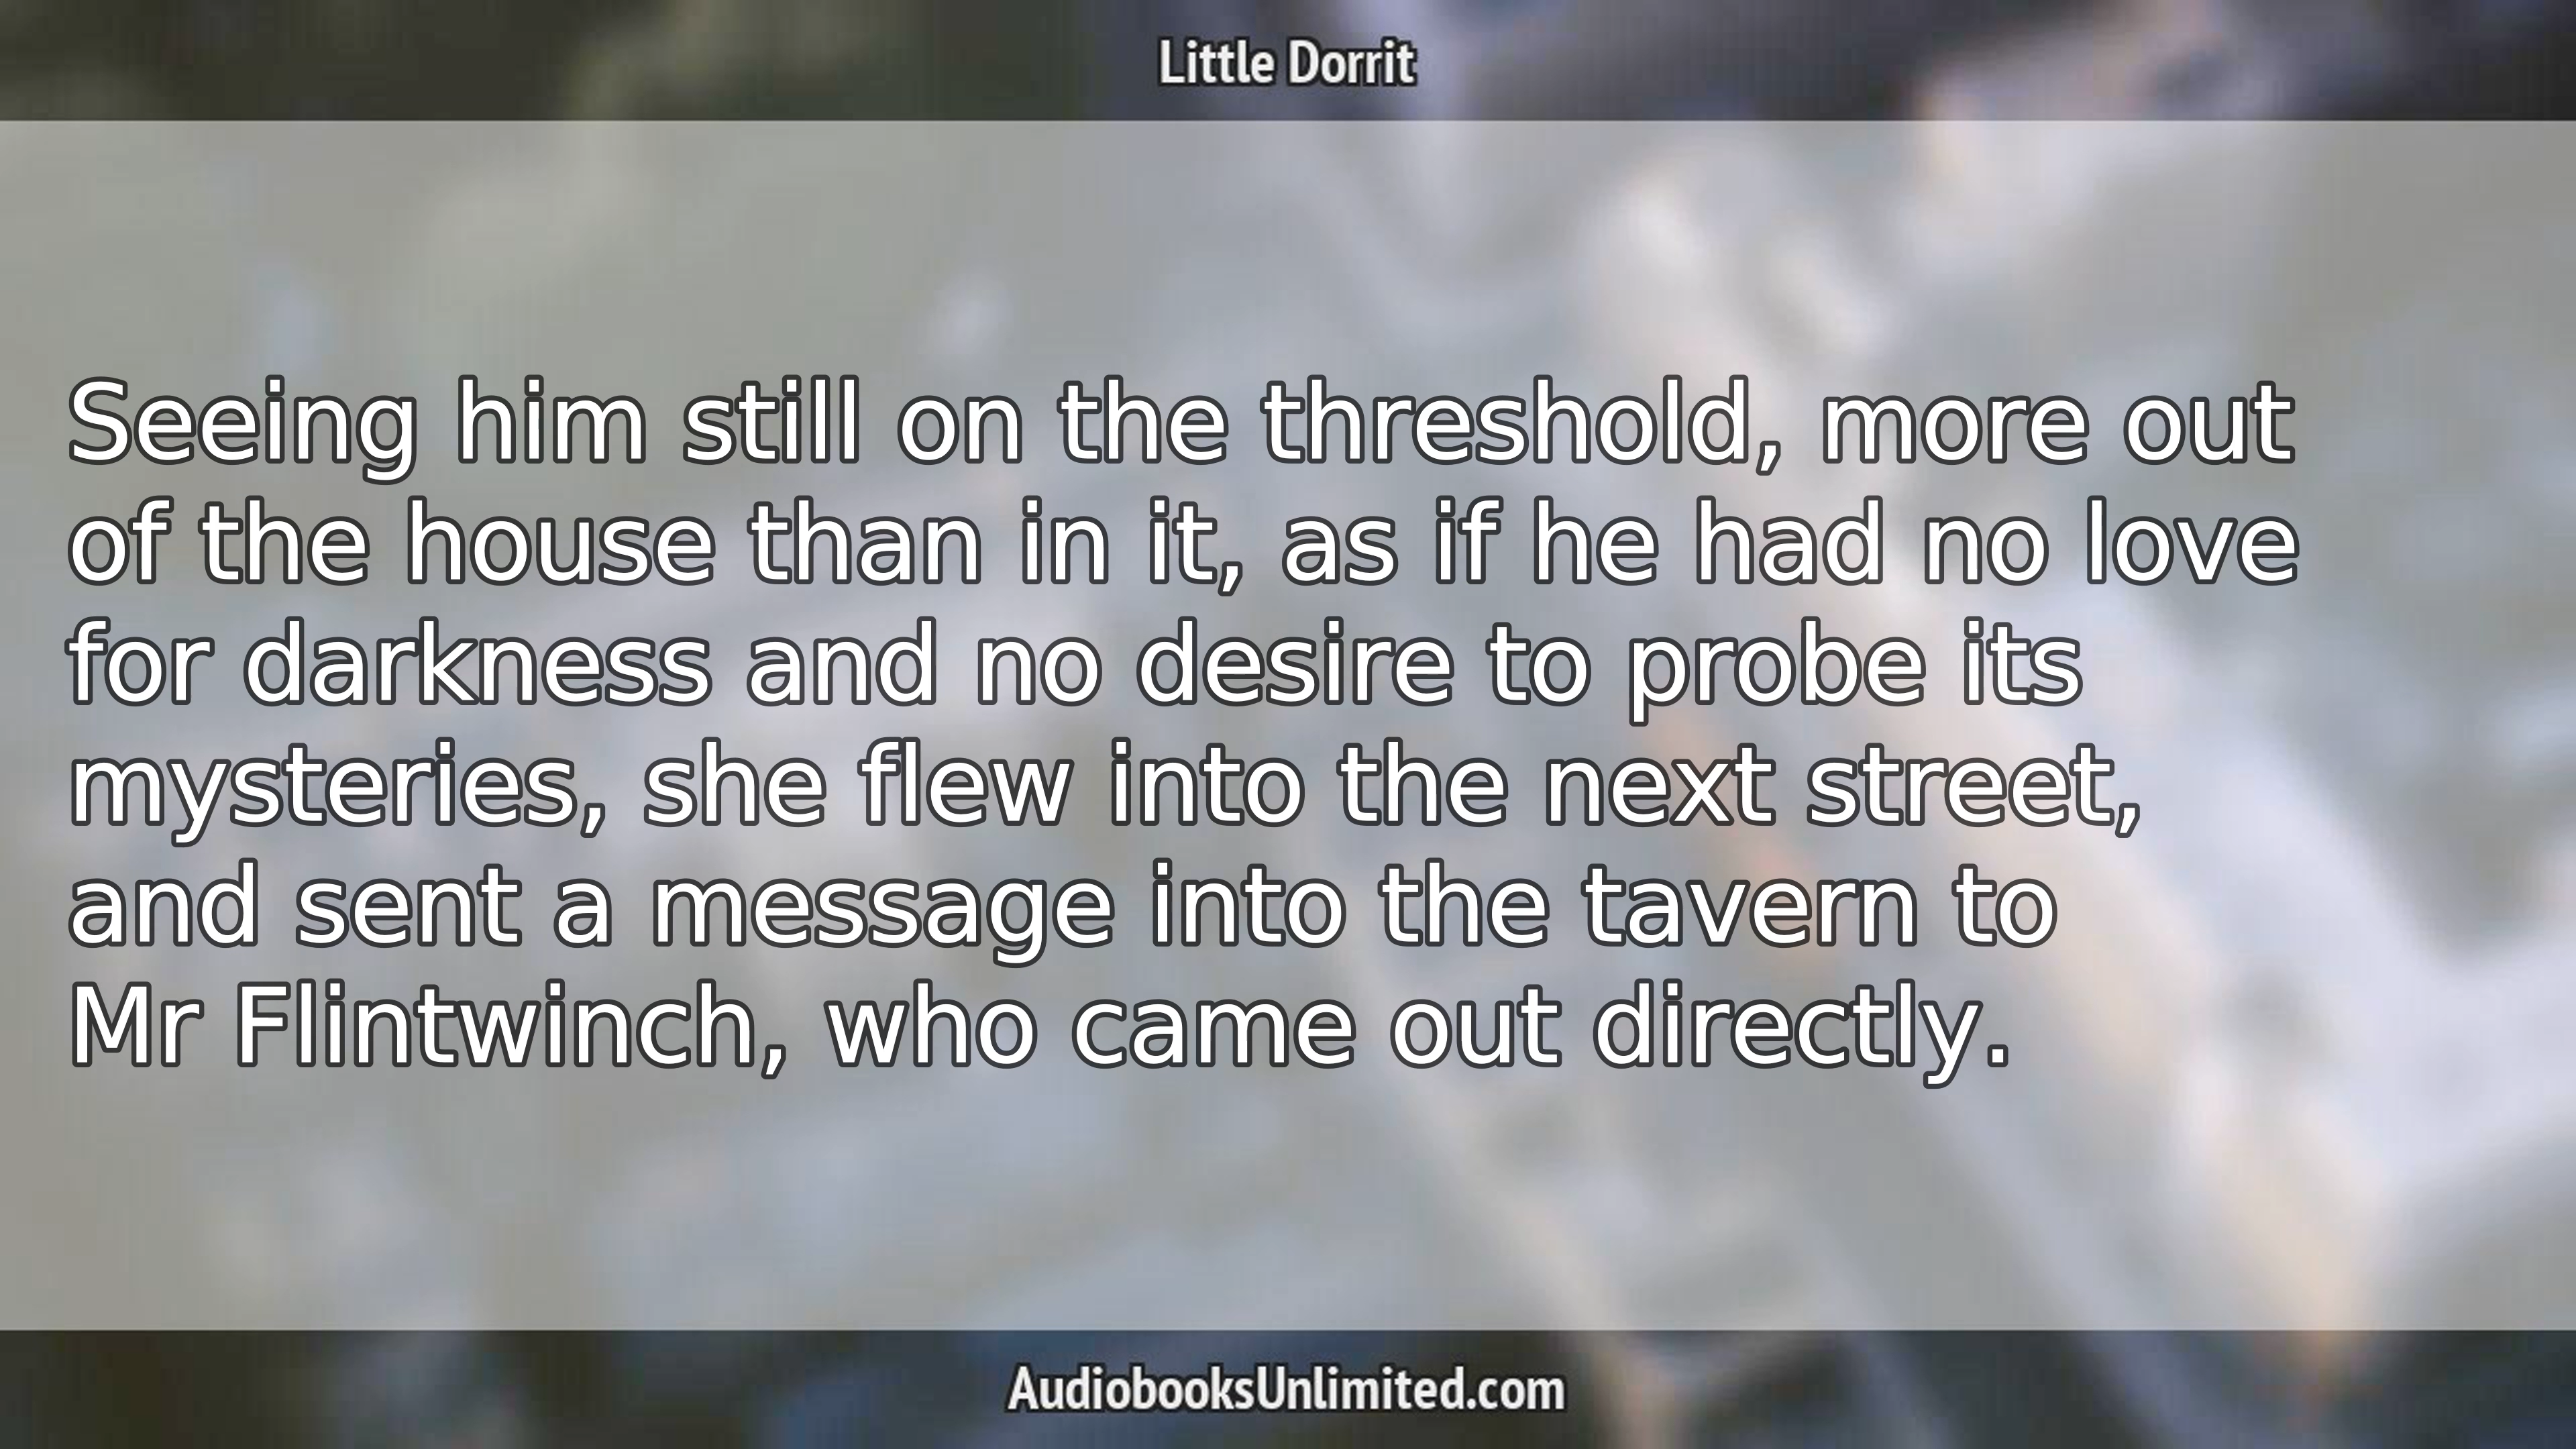 Little Dorrit
Seeing him still on the threshold, more out
of the house than in it, as if he had no love
for darkness and no desire to probe its
mysteries, she flew into the next street,
and sent a message into the tavern to
Mr Flintwinch, who came out directly.
AudiobooksUnlimited.com